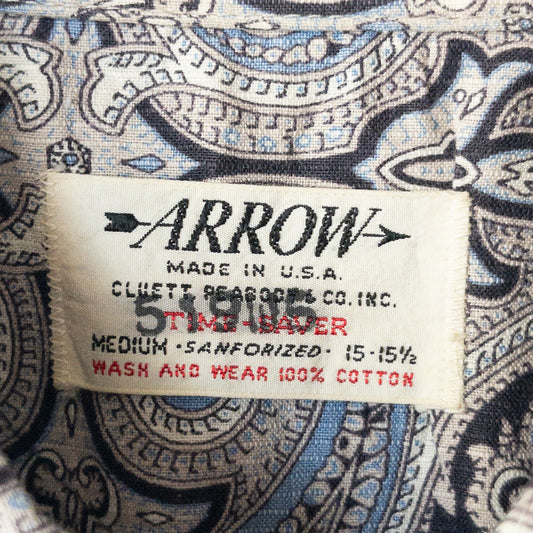 ARROW
MADE IN U.S.A.
CLUETT PEABODY & CO. INC.
TIME-SAVER
MEDIUM · SANFORIZED · 15-15½
WASH AND WEAR 100% COTTON